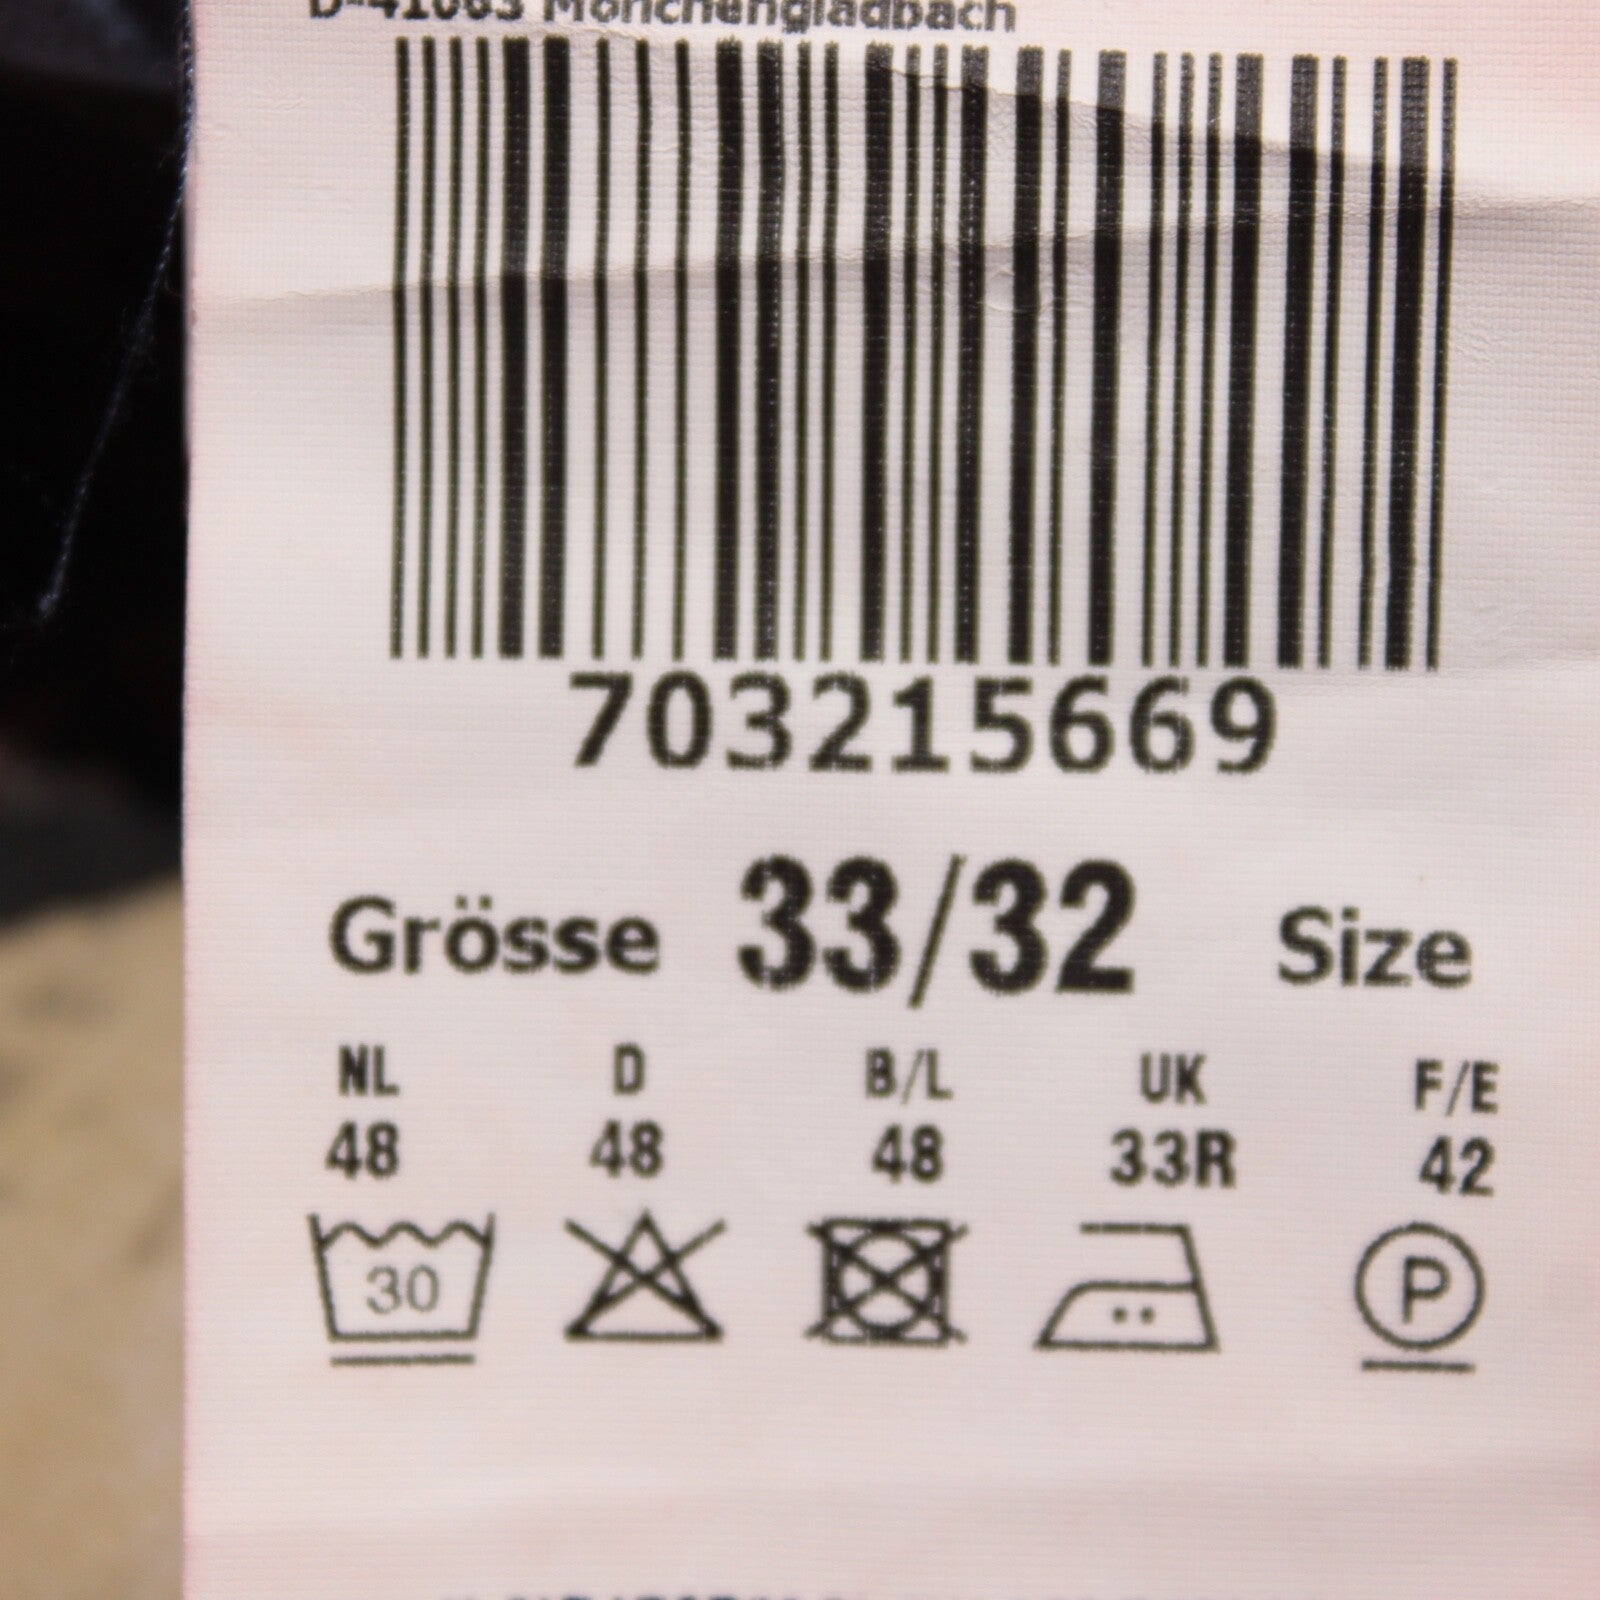 D-41063 Mönchengladbach
703215669
Grösse 33/32 Size
NL D B/L UK F/E
48 48 48 33R 42
30 P